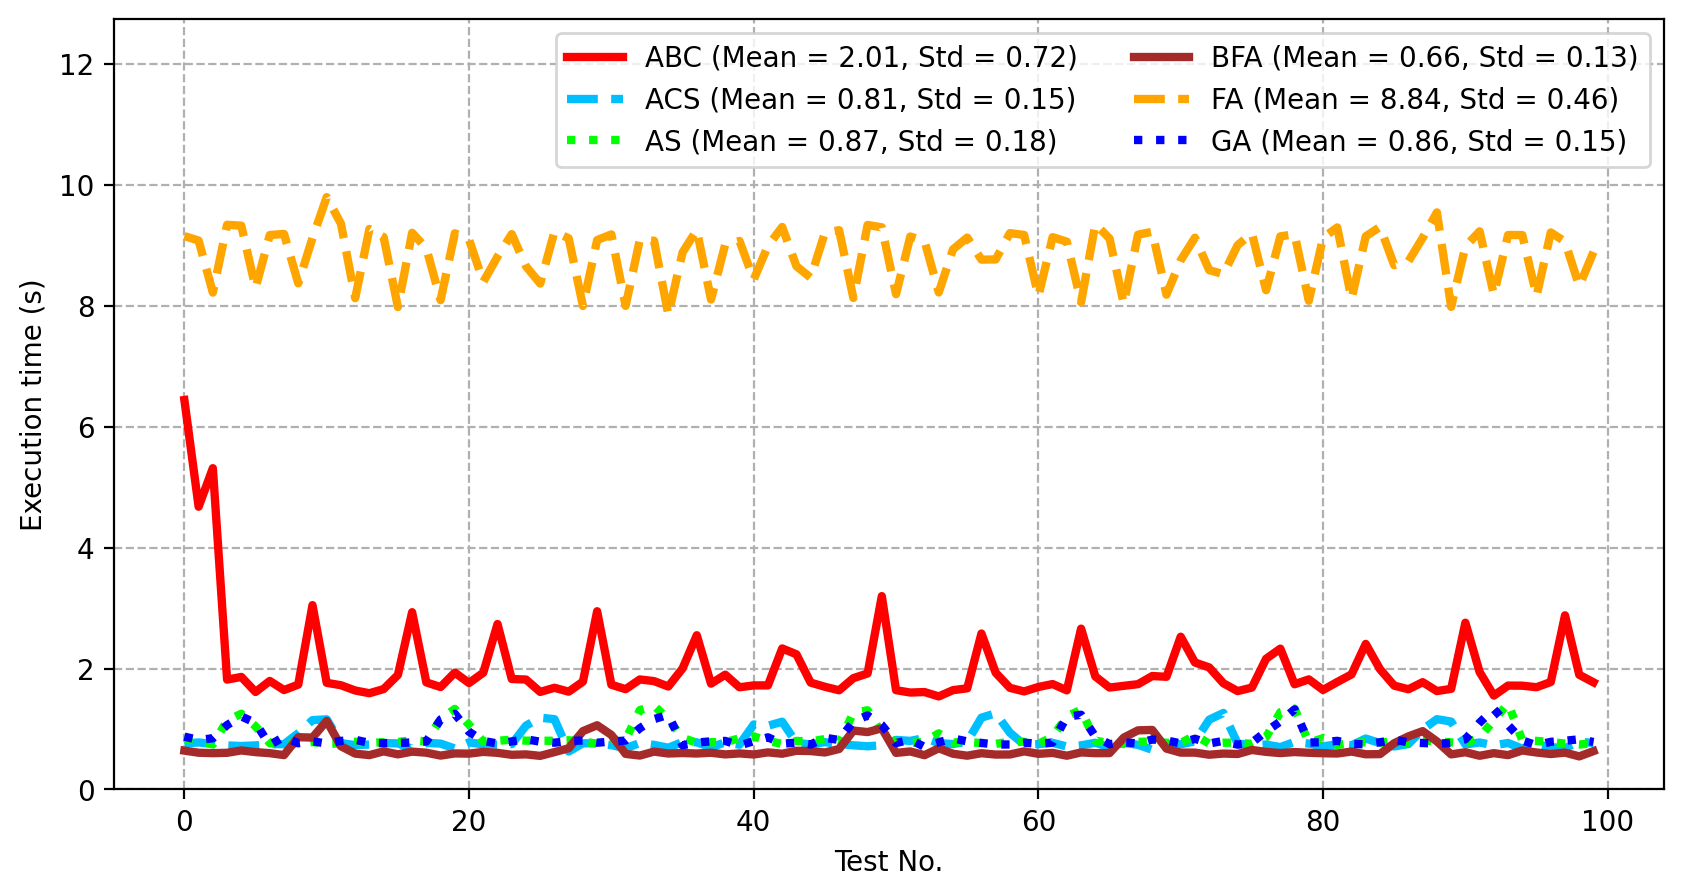 ABC (Mean = 2.01, Std = 0.72)
ACS (Mean = 0.81, Std = 0.15)
AS (Mean = 0.87, Std = 0.18)
BFA (Mean = 0.66, Std = 0.13)
FA (Mean = 8.84, Std = 0.46)
GA (Mean = 0.86, Std = 0.15)
Execution time (s)
12
10
8
6
4
2
0
0 20 40 60 80 100
Test No.